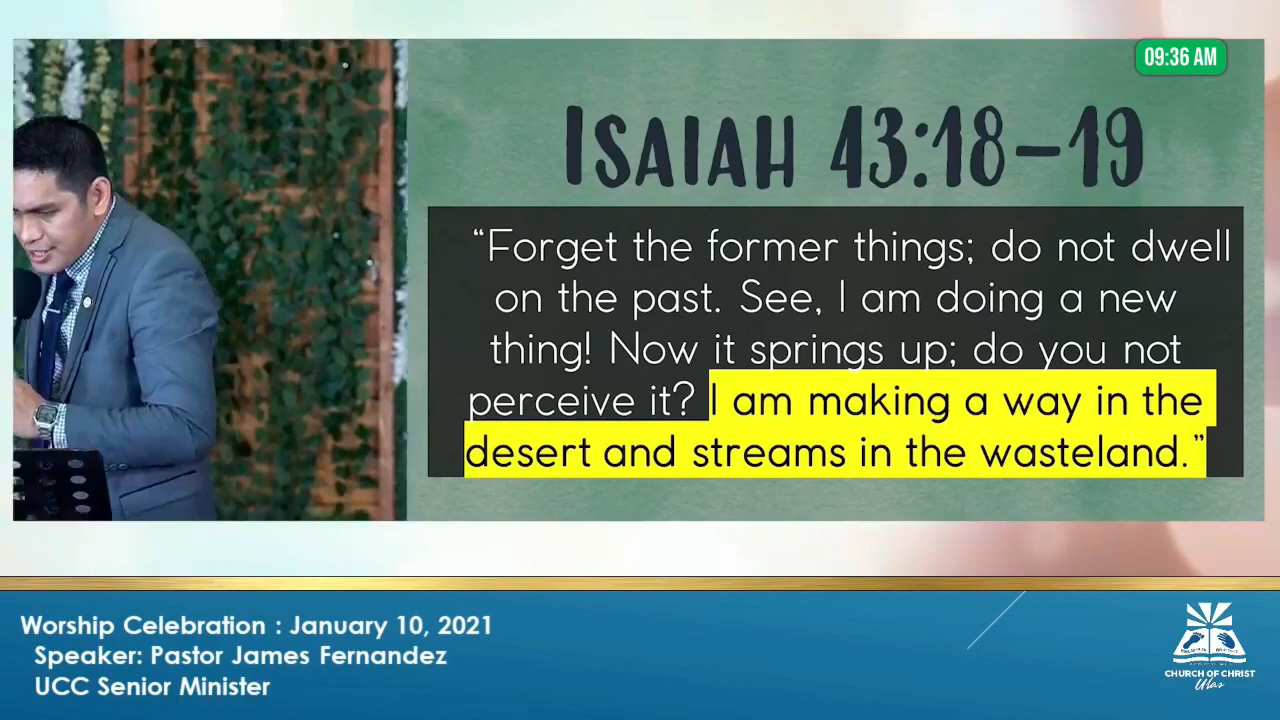 09:36 AM
ISAIAH 43:18-19
“Forget the former things; do not dwell
on the past. See, I am doing a new
thing! Now it springs up; do you not
perceive it? I am making a way in the
desert and streams in the wasteland.”
Worship Celebration : January 10, 2021
Speaker: Pastor James Fernandez
UCC Senior Minister
CHURCH OF CHRIST
Ulas